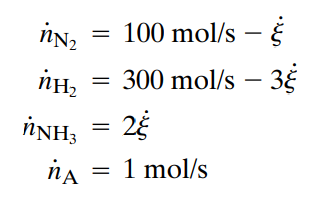 ṅN₂ = 100 mol/s − ξ̇
ṅH₂ = 300 mol/s − 3ξ̇
ṅNH₃ = 2ξ̇
ṅA = 1 mol/s